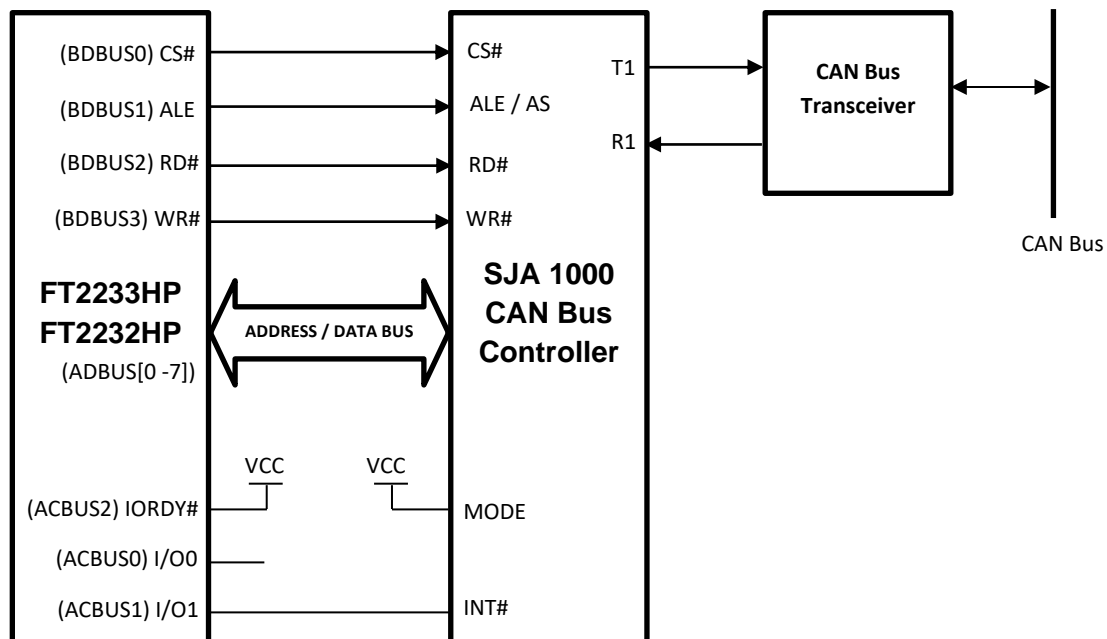 (BDBUS0) CS#
(BDBUS1) ALE
(BDBUS2) RD#
(BDBUS3) WR#
FT2233HP
FT2232HP
(ADBUS[0 -7])
(ACBUS2) IORDY#
(ACBUS0) I/O0
(ACBUS1) I/O1
ADDRESS / DATA BUS
VCC
VCC
CS#
ALE / AS
RD#
WR#
SJA 1000
CAN Bus
Controller
MODE
INT#
T1
R1
CAN Bus
Transceiver
CAN Bus